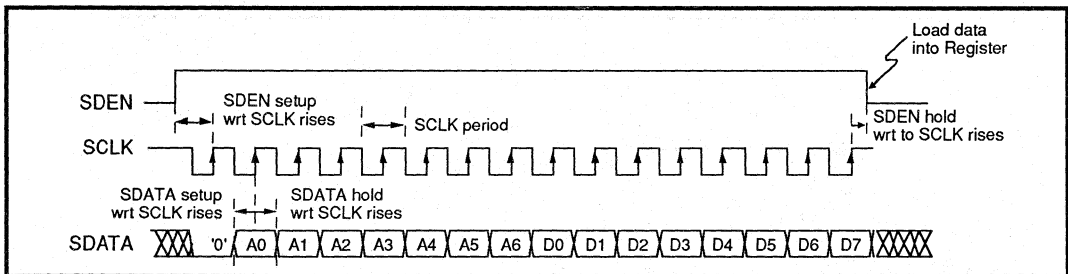 Load data
into Register
SDEN
SDEN setup
wrt SCLK rises
SCLK period
SDEN hold
wrt to SCLK rises
SCLK
SDATA setup
wrt SCLK rises
SDATA hold
wrt SCLK rises
SDATA
'0' A0 A1 A2 A3 A4 A5 A6 D0 D1 D2 D3 D4 D5 D6 D7